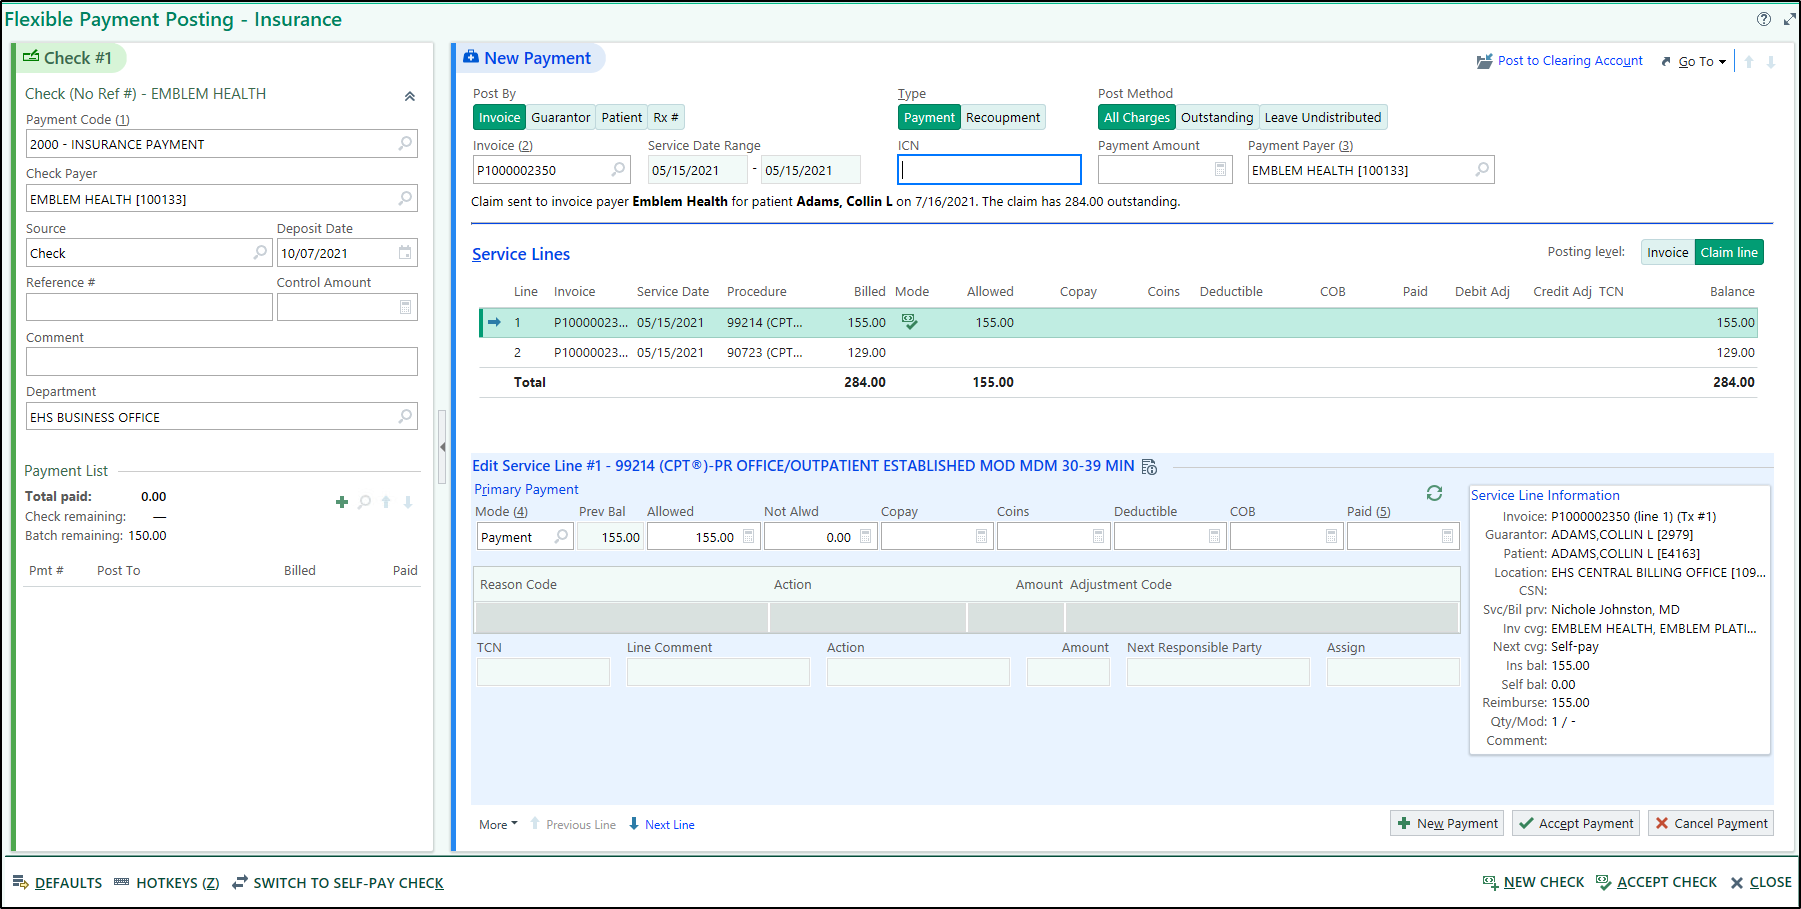 Flexible Payment Posting - Insurance
Check #1
Check (No Ref #) - EMBLEM HEALTH
Payment Code (1)
2000 - INSURANCE PAYMENT
Check Payer
EMBLEM HEALTH [100133]
Source Deposit Date
Check 10/07/2021
Reference # Control Amount
Comment
Department
EHS BUSINESS OFFICE
Payment List
Total paid: 0.00
Check remaining: —
Batch remaining: 150.00
Pmt # Post To Billed Paid
New Payment
Post to Clearing Account Go To
Post By Type Post Method
Invoice Guarantor Patient Rx # Payment Recoupment All Charges Outstanding Leave Undistributed
Invoice (2) Service Date Range ICN Payment Amount Payment Payer (3)
P1000002350 05/15/2021 - 05/15/2021 EMBLEM HEALTH [100133]
Claim sent to invoice payer Emblem Health for patient Adams, Collin L on 7/16/2021. The claim has 284.00 outstanding.
Service Lines Posting level: Invoice Claim line
Line Invoice Service Date Procedure Billed Mode Allowed Copay Coins Deductible COB Paid Debit Adj Credit Adj TCN Balance
1 P10000023... 05/15/2021 99214 (CPT... 155.00 155.00 155.00
2 P10000023... 05/15/2021 90723 (CPT... 129.00 129.00
Total 284.00 155.00 284.00
Edit Service Line #1 - 99214 (CPT®)-PR OFFICE/OUTPATIENT ESTABLISHED MOD MDM 30-39 MIN
Primary Payment
Mode (4) Prev Bal Allowed Not Alwd Copay Coins Deductible COB Paid (5)
Payment 155.00 155.00 0.00
Reason Code Action Amount Adjustment Code
TCN Line Comment Action Amount Next Responsible Party Assign
Service Line Information
Invoice: P1000002350 (line 1) (Tx #1)
Guarantor: ADAMS,COLLIN L [2979]
Patient: ADAMS,COLLIN L [E4163]
Location: EHS CENTRAL BILLING OFFICE [109...
CSN:
Svc/Bil prv: Nichole Johnston, MD
Inv cvg: EMBLEM HEALTH, EMBLEM PLATI...
Next cvg: Self-pay
Ins bal: 155.00
Self bal: 0.00
Reimburse: 155.00
Qty/Mod: 1 / -
Comment:
More Previous Line Next Line New Payment Accept Payment Cancel Payment
DEFAULTS HOTKEYS (Z) SWITCH TO SELF-PAY CHECK NEW CHECK ACCEPT CHECK CLOSE